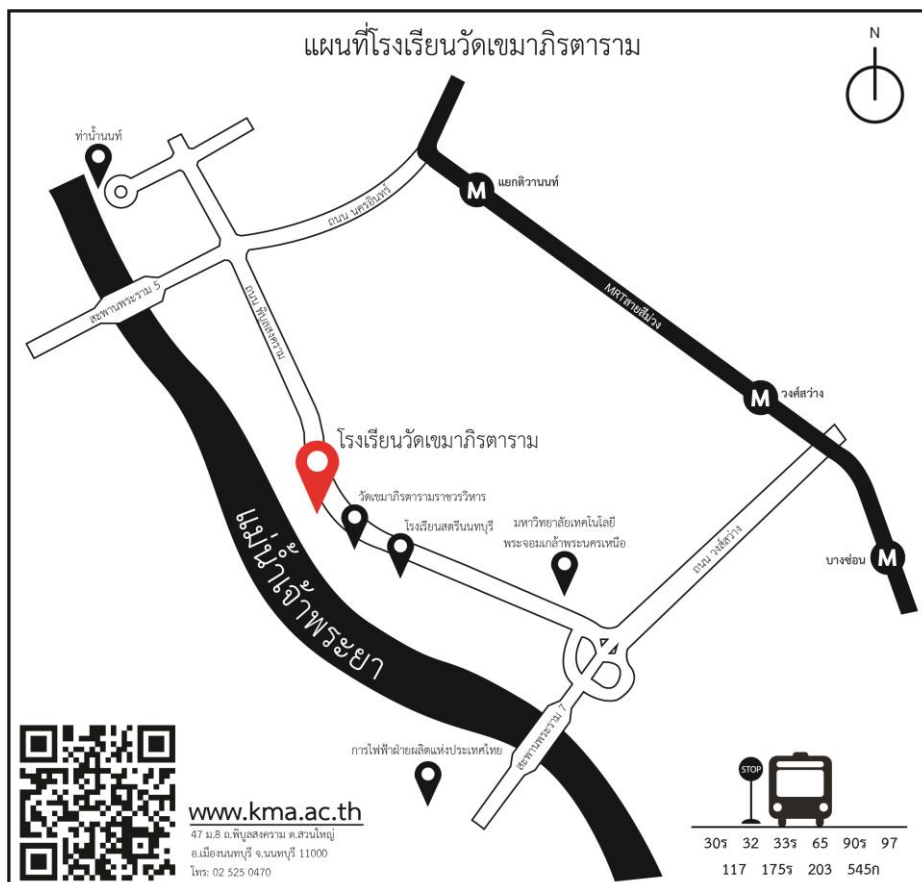 แผนที่โรงเรียนวัดเขมาภิรตาราม
N
ท่าน้ำนนท์
M
แยกติวานนท์
ถนน นครอินทร์
สะพานพระราม 5
ถนน พิบูลสงคราม
MRTสายสีม่วง
M
วงศ์สว่าง
โรงเรียนวัดเขมาภิรตาราม
วัดเขมาภิรตารามราชวรวิหาร
โรงเรียนสตรีนนทบุรี
มหาวิทยาลัยเทคโนโลยี
พระจอมเกล้าพระนครเหนือ
ถนน วงศ์สว่าง
บางซ่อน
M
แม่น้ำเจ้าพระยา
สะพานพระราม 7
การไฟฟ้าฝ่ายผลิตแห่งประเทศไทย
www.kma.ac.th
47 ม.8 ถ.พิบูลสงคราม ต.สวนใหญ่
อ.เมืองนนทบุรี จ.นนทบุรี 11000
โทร: 02 525 0470
STOP
30ร 32 33ร 65 90ร 97
117 175ร 203 545ก